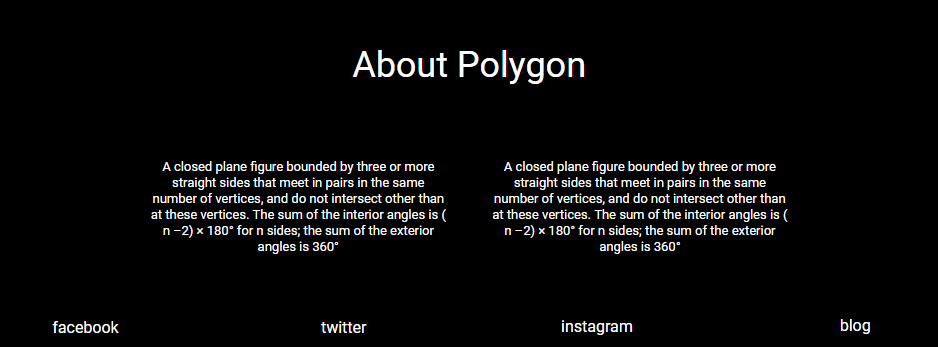 About Polygon
A closed plane figure bounded by three or more
straight sides that meet in pairs in the same
number of vertices, and do not intersect other than
at these vertices. The sum of the interior angles is (
n −2) × 180° for n sides; the sum of the exterior
angles is 360°
A closed plane figure bounded by three or more
straight sides that meet in pairs in the same
number of vertices, and do not intersect other than
at these vertices. The sum of the interior angles is (
n −2) × 180° for n sides; the sum of the exterior
angles is 360°
facebook
twitter
instagram
blog